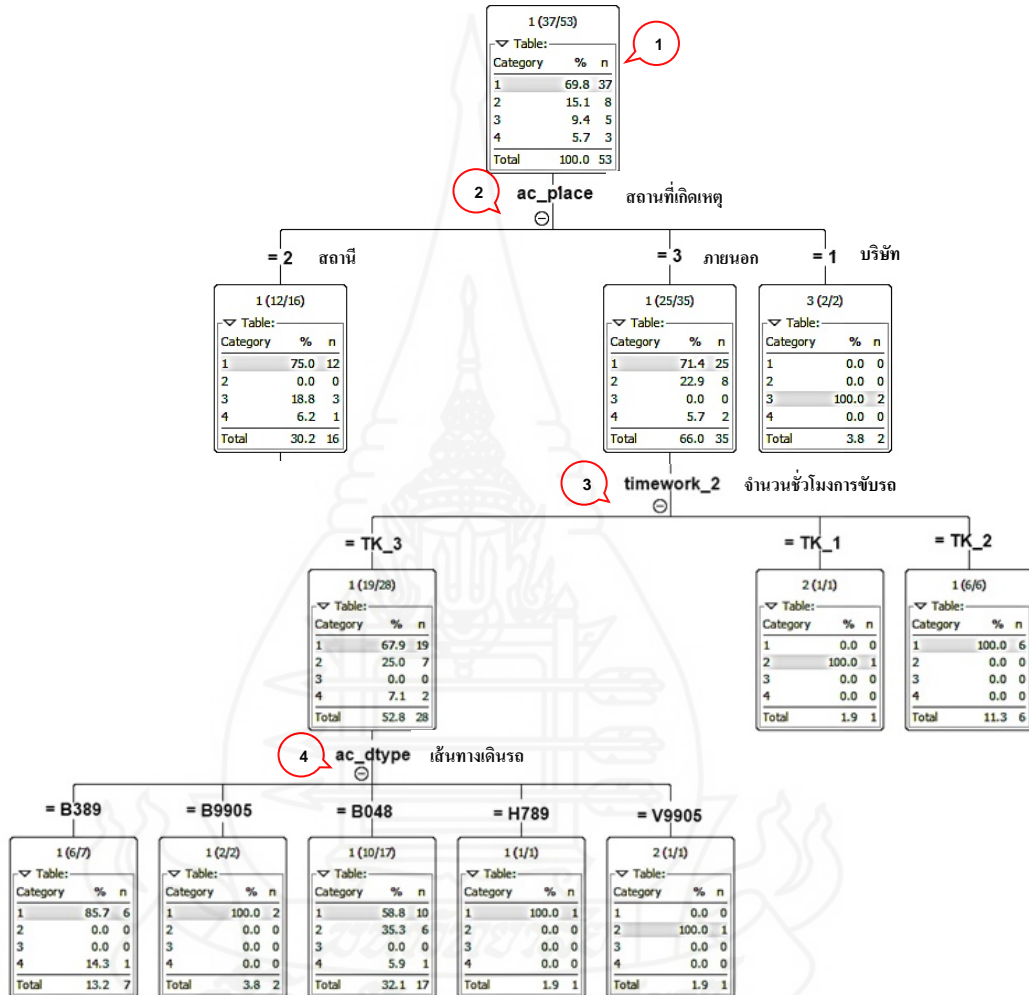 1 (37/53)
Table:
Category % n
1 69.8 37
2 15.1 8
3 9.4 5
4 5.7 3
Total 100.0 53
1
2 ac_place สถานที่เกิดเหตุ
= 2 สถานี
= 3 ภายนอก
= 1 บริษัท
1 (12/16)
Table:
Category % n
1 75.0 12
2 0.0 0
3 18.8 3
4 6.2 1
Total 30.2 16
1 (25/35)
Table:
Category % n
1 71.4 25
2 22.9 8
3 0.0 0
4 5.7 2
Total 66.0 35
3 (2/2)
Table:
Category % n
1 0.0 0
2 0.0 0
3 100.0 2
4 0.0 0
Total 3.8 2
3 timework_2 จำนวนชั่วโมงการขับรถ
= TK_3
= TK_1
= TK_2
1 (19/28)
Table:
Category % n
1 67.9 19
2 25.0 7
3 0.0 0
4 7.1 2
Total 52.8 28
2 (1/1)
Table:
Category % n
1 0.0 0
2 100.0 1
3 0.0 0
4 0.0 0
Total 1.9 1
1 (6/6)
Table:
Category % n
1 100.0 6
2 0.0 0
3 0.0 0
4 0.0 0
Total 11.3 6
4 ac_dtype เส้นทางเดินรถ
= B389
= B9905
= B048
= H789
= V9905
1 (6/7)
Table:
Category % n
1 85.7 6
2 0.0 0
3 0.0 0
4 14.3 1
Total 13.2 7
1 (2/2)
Table:
Category % n
1 100.0 2
2 0.0 0
3 0.0 0
4 0.0 0
Total 3.8 2
1 (10/17)
Table:
Category % n
1 58.8 10
2 35.3 6
3 0.0 0
4 5.9 1
Total 32.1 17
1 (1/1)
Table:
Category % n
1 100.0 1
2 0.0 0
3 0.0 0
4 0.0 0
Total 1.9 1
2 (1/1)
Table:
Category % n
1 0.0 0
2 100.0 1
3 0.0 0
4 0.0 0
Total 1.9 1